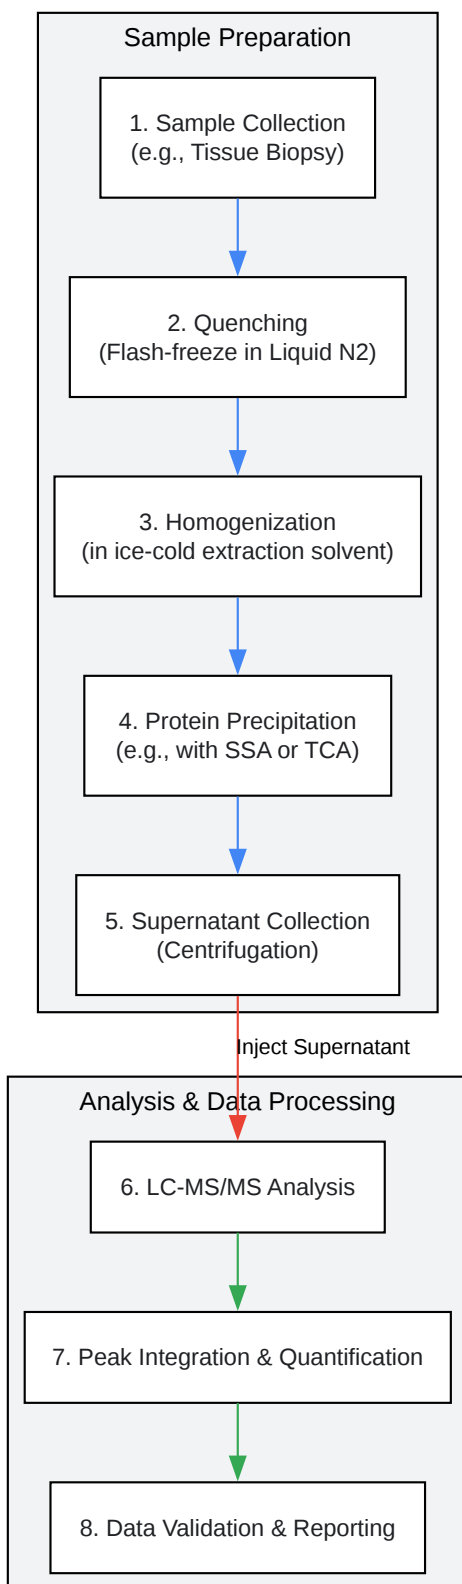 Sample Preparation
1. Sample Collection
(e.g., Tissue Biopsy)
2. Quenching
(Flash-freeze in Liquid N2)
3. Homogenization
(in ice-cold extraction solvent)
4. Protein Precipitation
(e.g., with SSA or TCA)
5. Supernatant Collection
(Centrifugation)
Inject Supernatant
Analysis & Data Processing
6. LC-MS/MS Analysis
7. Peak Integration & Quantification
8. Data Validation & Reporting